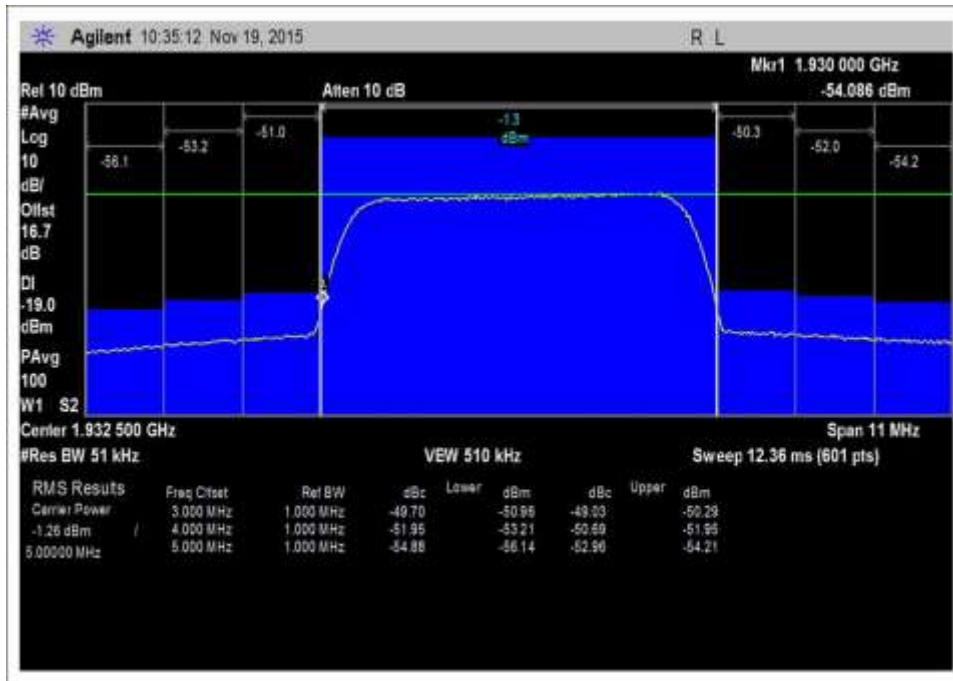 Agilent 10:35:12 Nov 19, 2015 R L
Mkr1 1.930 000 GHz
Ref 10 dBm Atten 10 dB -54.086 dBm
#Avg
Log
10
dB/
Offst
16.7
dB
DI
-19.0
dBm
PAvg
100
W1 S2
-56.1 -53.2 -51.0 -1.3 -50.3 -52.0 -54.2
dBm
Center 1.932 500 GHz Span 11 MHz
#Res BW 51 kHz VBW 510 kHz Sweep 12.36 ms (601 pts)
RMS Results Freq Offset Ref BW dBc Lower dBm dBc Upper dBm
Carrier Power 3.000 MHz 1.000 MHz -49.70 -50.96 -49.03 -50.29
-1.26 dBm / 4.000 MHz 1.000 MHz -51.95 -53.21 -50.69 -51.95
5.00000 MHz 5.000 MHz 1.000 MHz -54.88 -56.14 -52.96 -54.21